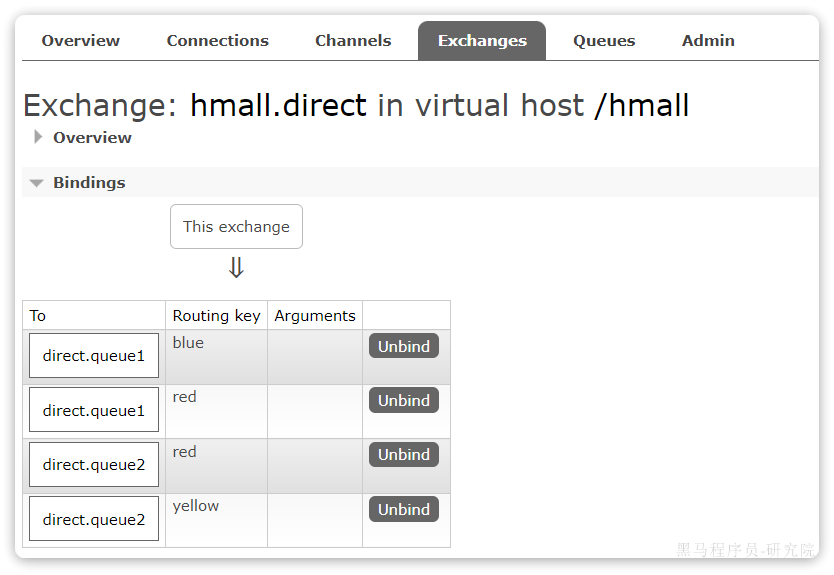 Overview Connections Channels Exchanges Queues Admin
Exchange: hmall.direct in virtual host /hmall
Overview
Bindings
This exchange
⇓
To Routing key Arguments
direct.queue1 blue Unbind
direct.queue1 red Unbind
direct.queue2 red Unbind
direct.queue2 yellow Unbind
黑马程序员-研究院